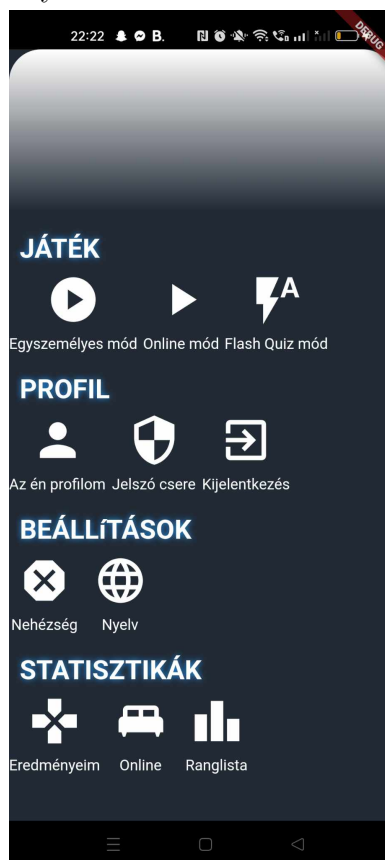 22:22 B.
DEBUG
JÁTÉK
Egyszemélyes mód Online mód Flash Quiz mód
PROFIL
Az én profilom Jelszó csere Kijelentkezés
BEÁLLíTÁSOK
Nehézség Nyelv
STATISZTIKÁK
Eredményeim Online Ranglista